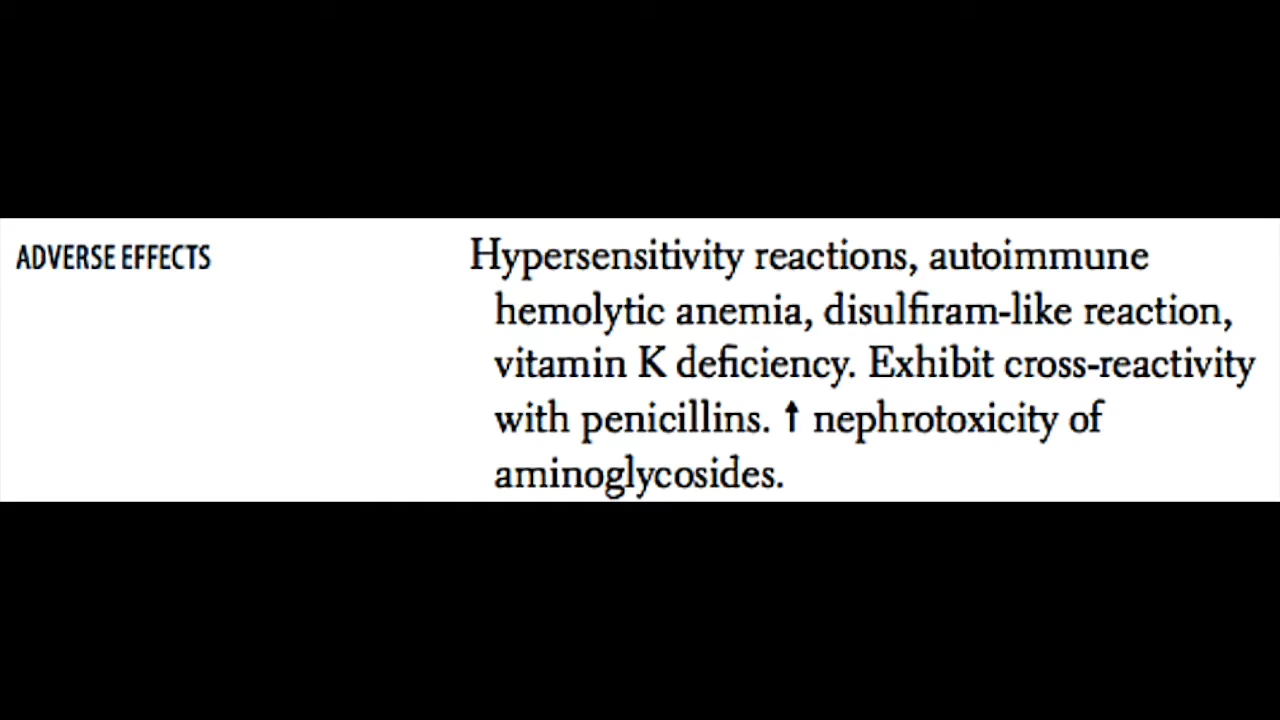 ADVERSE EFFECTS
Hypersensitivity reactions, autoimmune
hemolytic anemia, disulfiram-like reaction,
vitamin K deficiency. Exhibit cross-reactivity
with penicillins. ↑ nephrotoxicity of
aminoglycosides.